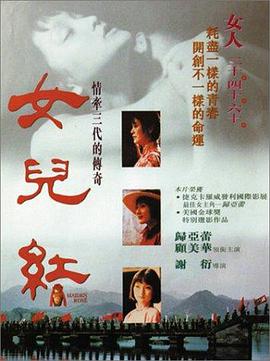 女人二十四十六十
耗盡一樣的青春
開創不一樣的命運
情牽三代的傳奇
女兒紅
MAIDEN ROSÉ
本片榮獲
捷克卡羅威發利國際影展
最佳女主角—歸亞蕾
美國金球獎
特別選影作品
歸亞蕾
顧美華 領銜主演
謝衍 導演